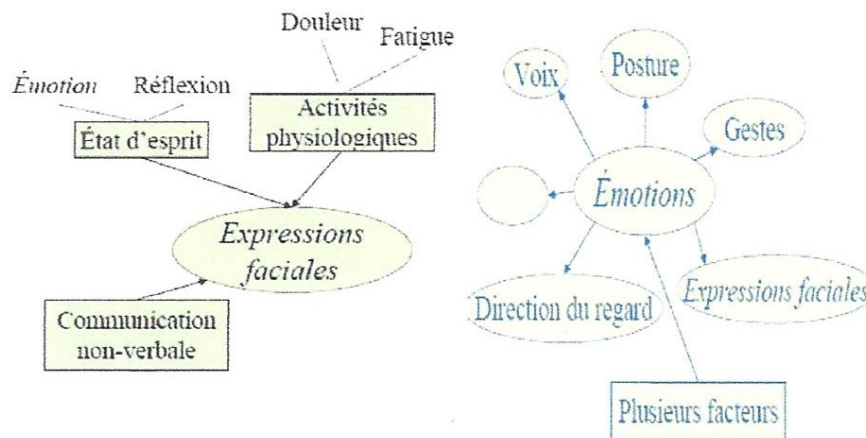 Douleur
Fatigue
Émotion
Réflexion
État d'esprit
Activités
physiologiques
Expressions
faciales
Communication
non-verbale
Voix
Posture
Gestes
Émotions
Direction du regard
Expressions faciales
Plusieurs facteurs